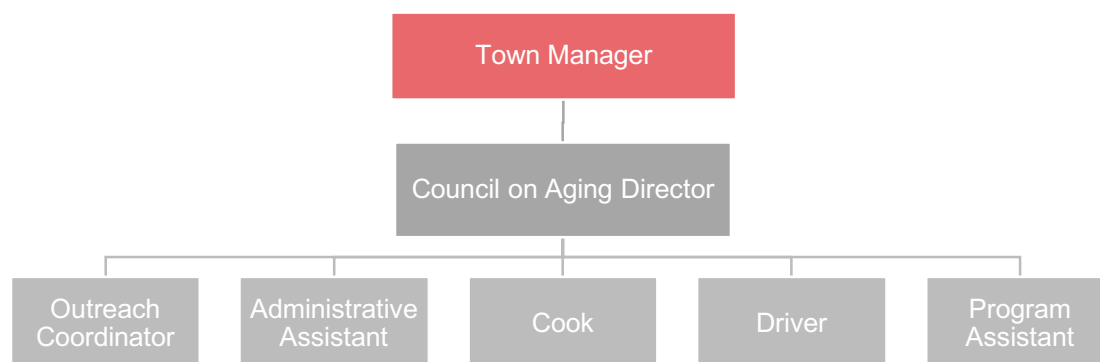 Town Manager
Council on Aging Director
Outreach
Coordinator
Administrative
Assistant
Cook
Driver
Program
Assistant